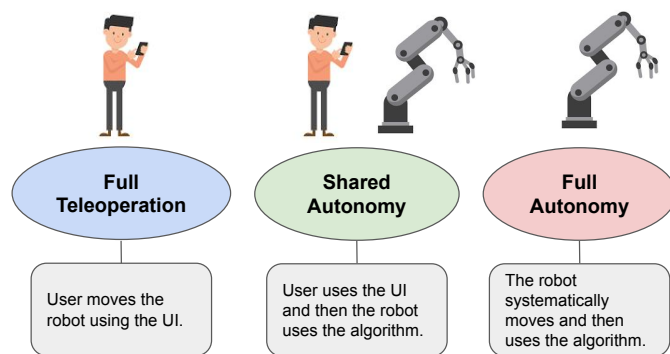 Full
Teleoperation
Shared
Autonomy
Full
Autonomy
User moves the
robot using the UI.
User uses the UI
and then the robot
uses the algorithm.
The robot
systematically
moves and then
uses the algorithm.